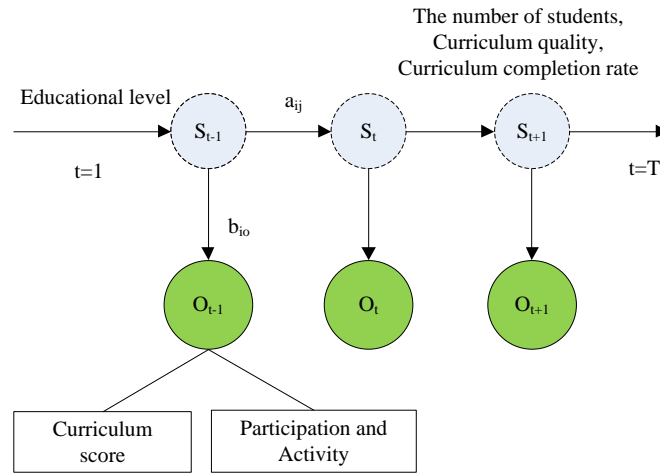 The number of students,
Curriculum quality,
Curriculum completion rate
Educational level
aij
St-1
St
St+1
t=1
t=T
bio
Ot-1
Ot
Ot+1
Curriculum
score
Participation and
Activity